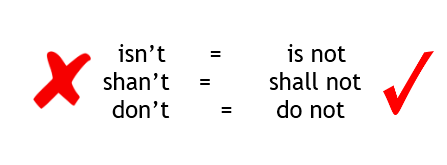 isn’t = is not
shan’t = shall not
don’t = do not